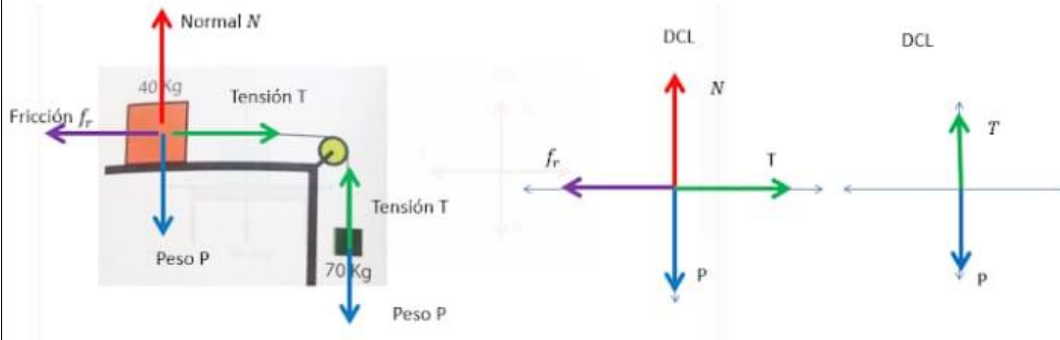 Normal N
40 Kg
Tensión T
Fricción fr
Tensión T
Peso P
70 Kg
Peso P
DCL
N
fr
T
P
DCL
T
P